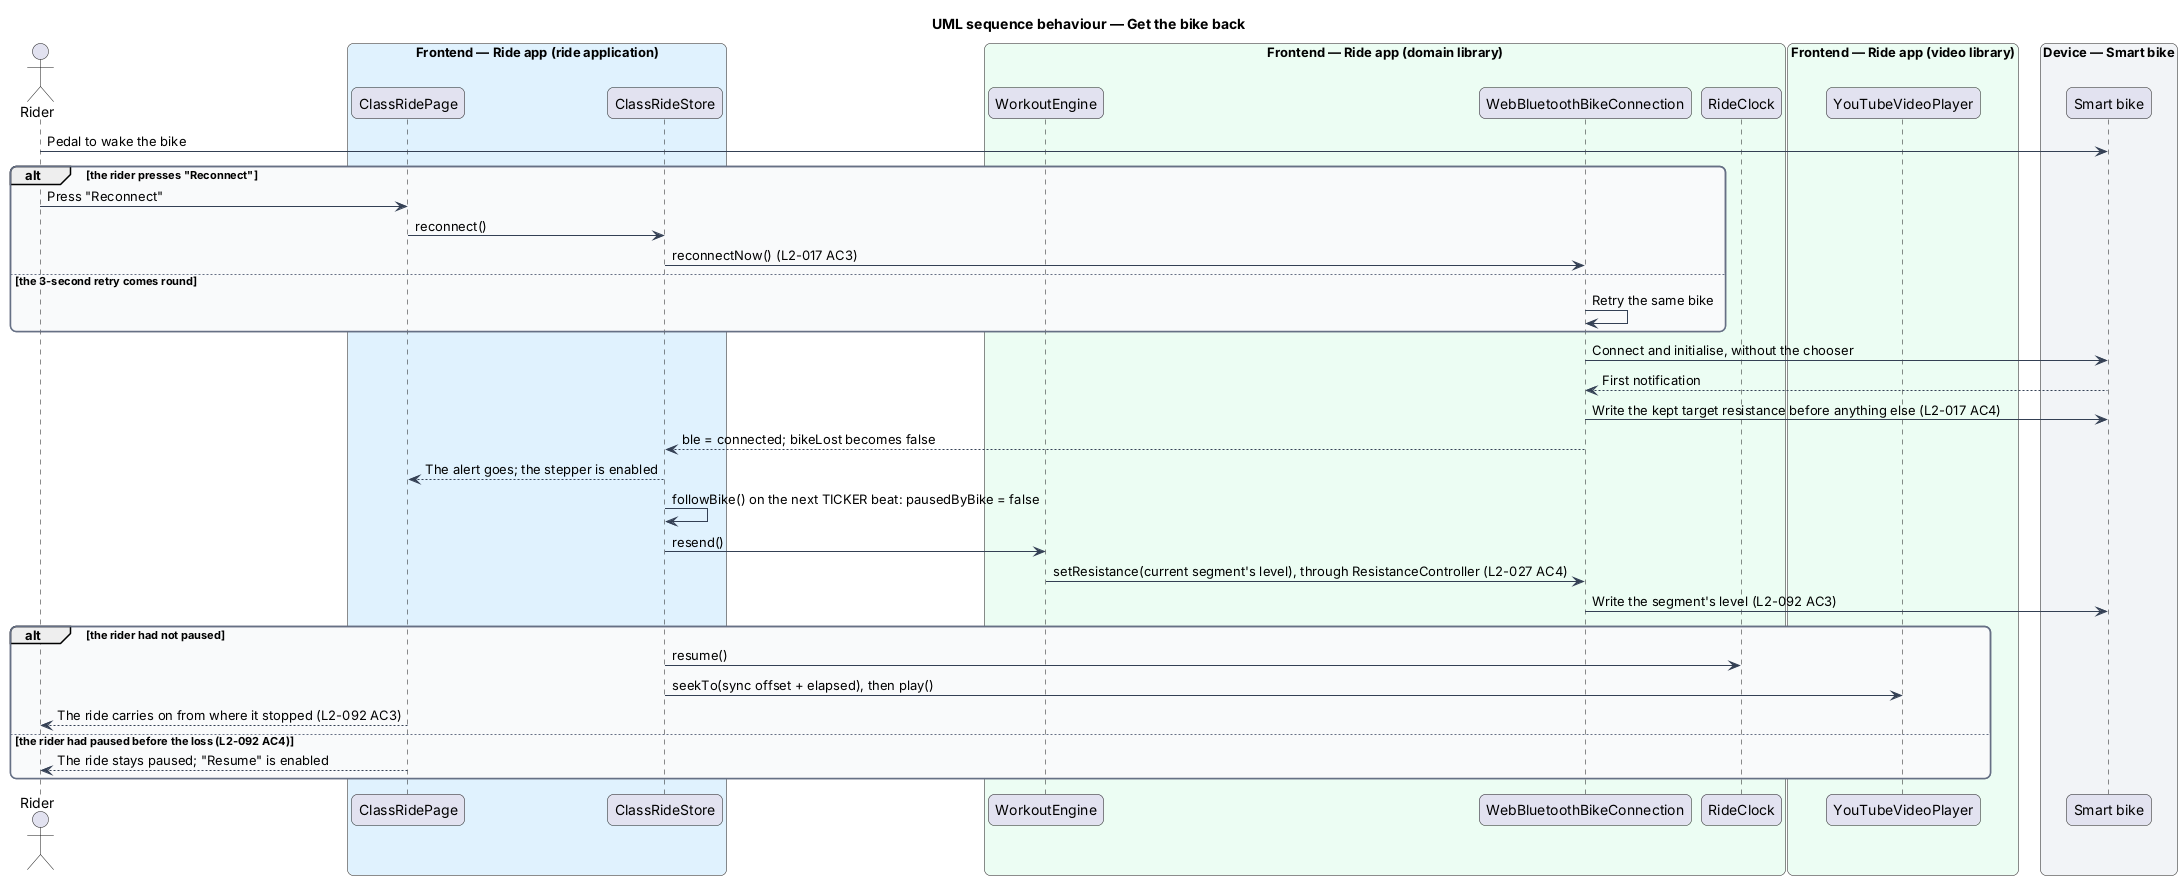 UML sequence behaviour — Get the bike back
Frontend — Ride app (ride application)
Frontend — Ride app (domain library)
Frontend — Ride app (video library)
Device — Smart bike
Rider
ClassRidePage
ClassRideStore
WorkoutEngine
WebBluetoothBikeConnection
RideClock
YouTubeVideoPlayer
Smart bike
Pedal to wake the bike
alt [the rider presses "Reconnect"]
Press "Reconnect"
reconnect()
reconnectNow() (L2-017 AC3)
[the 3-second retry comes round]
Retry the same bike
Connect and initialise, without the chooser
First notification
Write the kept target resistance before anything else (L2-017 AC4)
ble = connected; bikeLost becomes false
The alert goes; the stepper is enabled
followBike() on the next TICKER beat: pausedByBike = false
resend()
setResistance(current segment's level), through ResistanceController (L2-027 AC4)
Write the segment's level (L2-092 AC3)
alt [the rider had not paused]
resume()
seekTo(sync offset + elapsed), then play()
The ride carries on from where it stopped (L2-092 AC3)
[the rider had paused before the loss (L2-092 AC4)]
The ride stays paused; "Resume" is enabled
Rider
ClassRidePage
ClassRideStore
WorkoutEngine
WebBluetoothBikeConnection
RideClock
YouTubeVideoPlayer
Smart bike